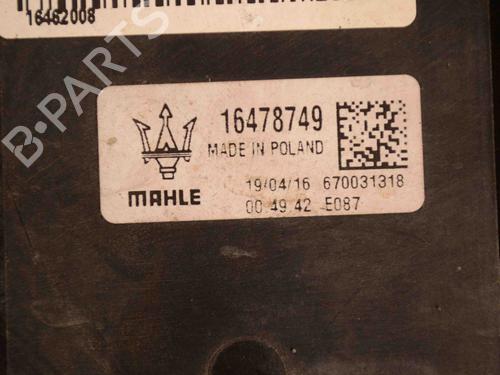 16462008
B-PARTS
16478749
MADE IN POLAND
19/04/16 670031318
MAHLE
00 49 42 E087